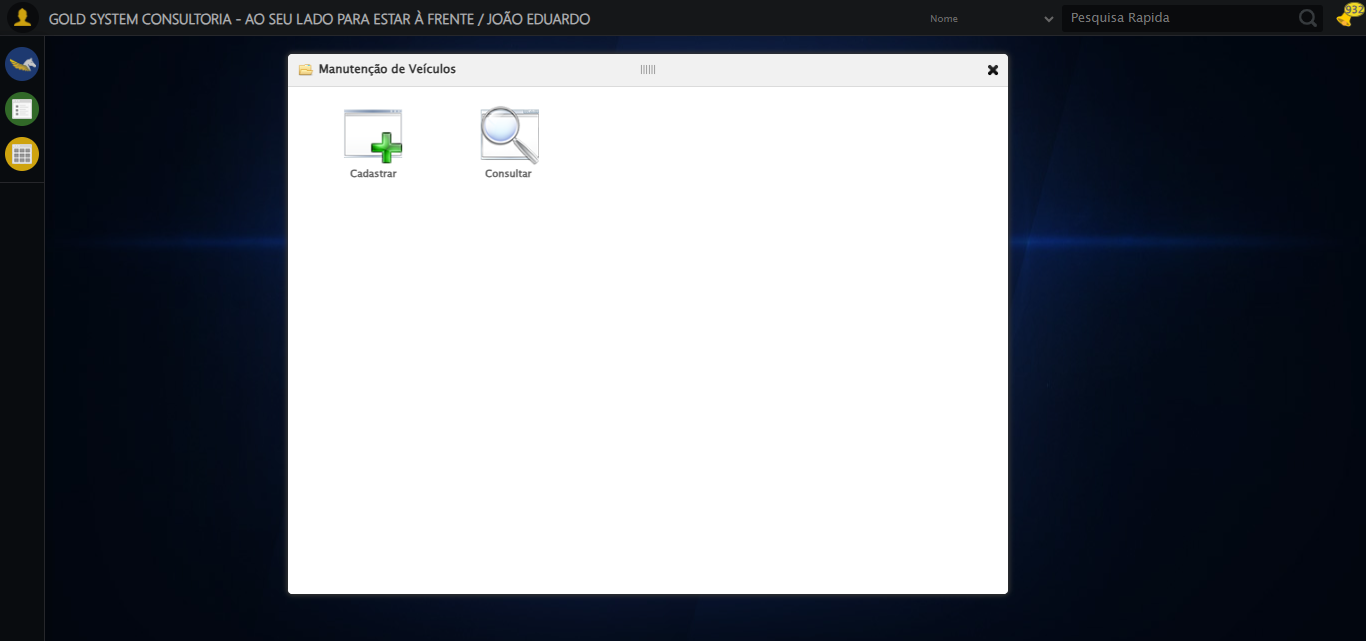 GOLD SYSTEM CONSULTORIA - AO SEU LADO PARA ESTAR À FRENTE / JOÃO EDUARDO
Nome
Pesquisa Rapida
932
Manutenção de Veículos
Cadastrar
Consultar